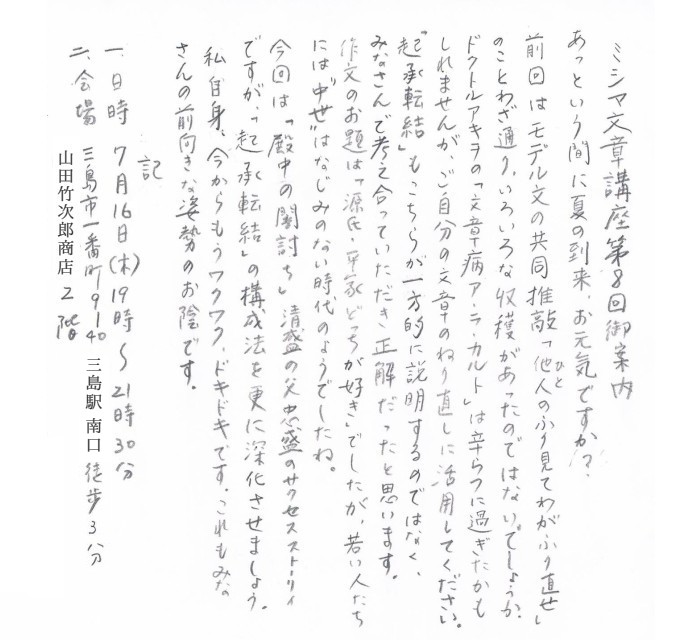 ミシマ文章講座第8回御案内
あっという間に夏の到来、お元気ですか?
前回はモデル文の共同推敲「他人のふり見てわがふり直せ」
ひと
のことわざ通り、いろいろな収穫があったのではないでしょうか。
ドクトルアキヲの「文章病ア・ラ・カルト」は辛らつに過ぎたかも
しれませんが、ご自分の文章のねり直しに活用してください。
「起承転結」もこちらが一方的に説明するのではなく、
みなさんで考え合っていただき正解だったと思います。
作文のお題は「源氏・平家どっちが好き」でしたが、若い人たち
には“中世”はなじみのない時代のようでしたね。
今回は「殿中の闇討ち」清盛の父忠盛のサクセスストーリィ
ですが、「起承転結」の構成法を更に深化させましょう。
私自身、今からもうワクワク、ドキドキです。これもみな
さんの前向きな姿勢のお陰です。
記
一、日時 7月16日(木)19時~21時30分
二、会場 三島市一番町9-40 三島駅南口徒歩3分
山田竹次郎商店 2階